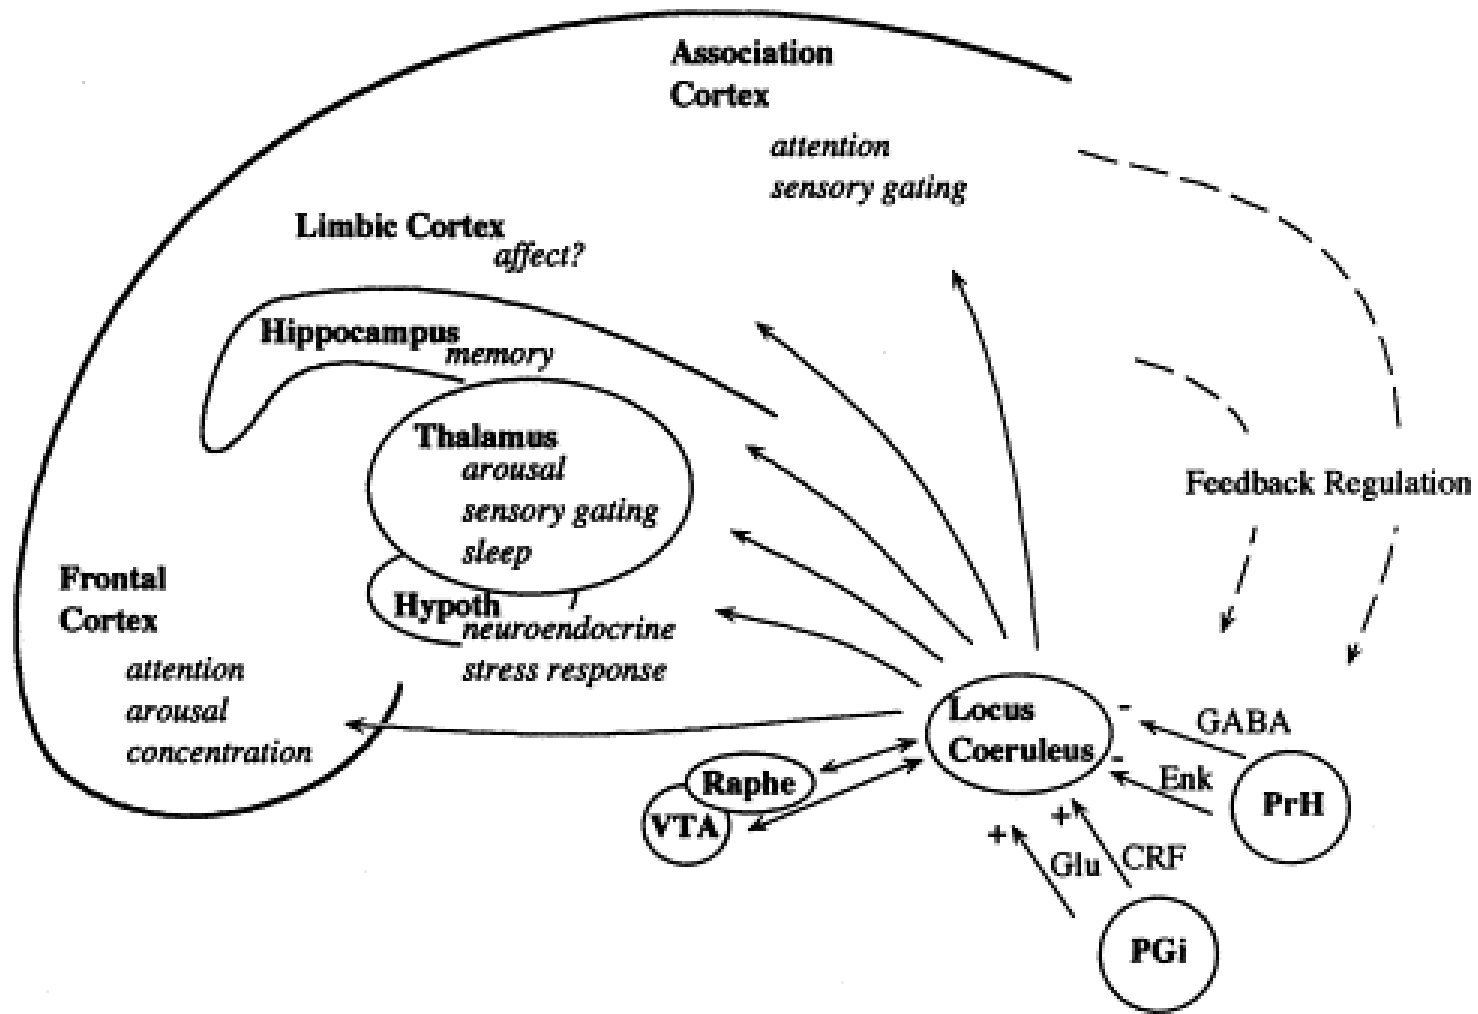 Association
Cortex
attention
sensory gating
Limbic Cortex
affect?
Hippocampus
memory
Thalamus
arousal
sensory gating
sleep
Feedback Regulation
Frontal
Cortex
Hypoth
neuroendocrine
stress response
attention
arousal
concentration
Locus
Coeruleus
-
GABA
-
Enk
PrH
Raphe
VTA
+
+
Glu
CRF
PGi